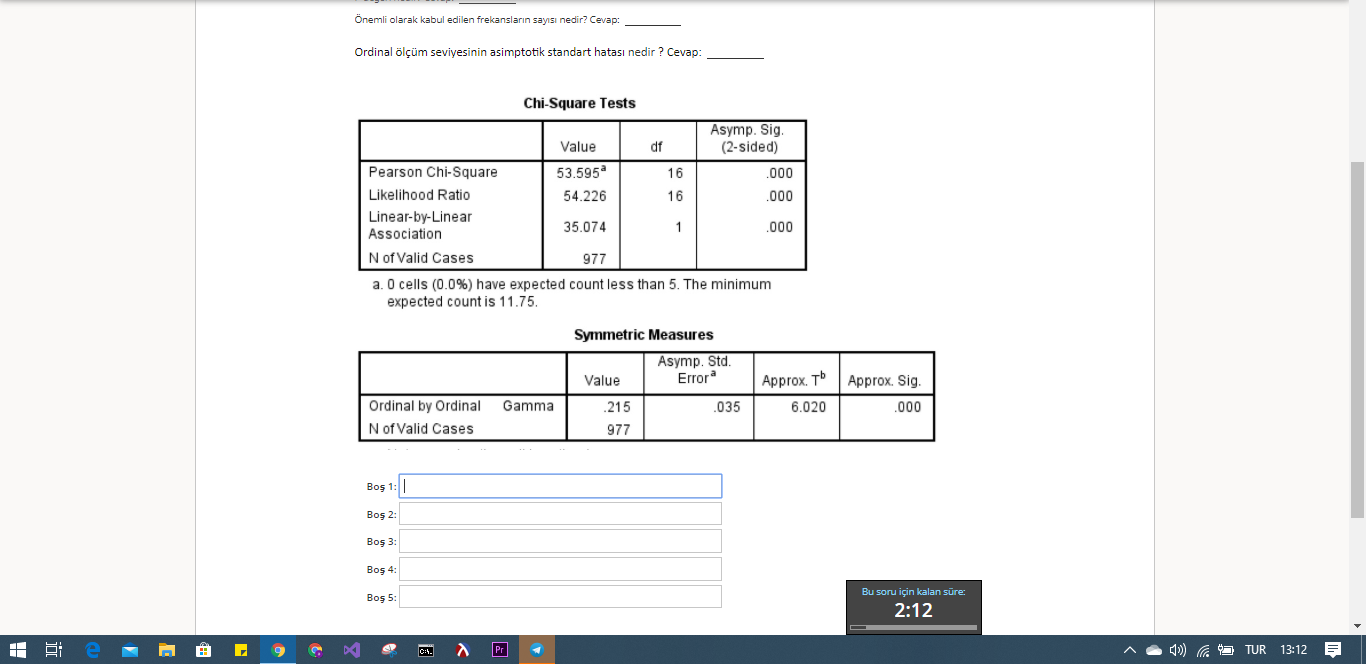 Önemli olarak kabul edilen frekansların sayısı nedir? Cevap: __________
Ordinal ölçüm seviyesinin asimptotik standart hatası nedir ? Cevap: __________
Chi-Square Tests
Value df Asymp. Sig. (2-sided)
Pearson Chi-Square 53.595a 16 .000
Likelihood Ratio 54.226 16 .000
Linear-by-Linear Association 35.074 1 .000
N of Valid Cases 977
a. 0 cells (0.0%) have expected count less than 5. The minimum
expected count is 11.75.
Symmetric Measures
Value Asymp. Std. Errora Approx. Tb Approx. Sig.
Ordinal by Ordinal Gamma .215 .035 6.020 .000
N of Valid Cases 977
Boş 1:
Boş 2:
Boş 3:
Boş 4:
Boş 5:
Bu soru için kalan süre:
2:12
C:\.
Pr
TUR 13:12